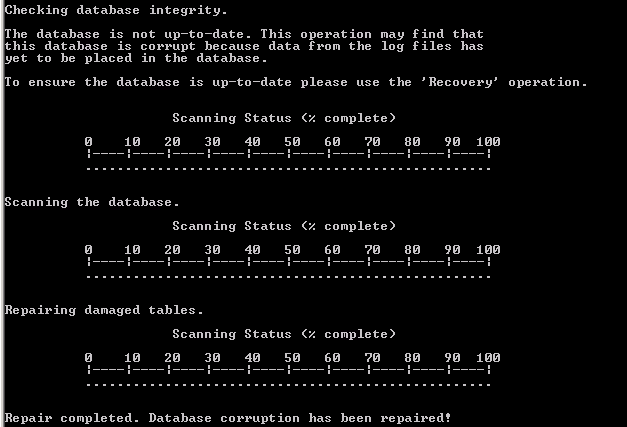 Checking database integrity.
The database is not up-to-date. This operation may find that
this database is corrupt because data from the log files has
yet to be placed in the database.
To ensure the database is up-to-date please use the 'Recovery' operation.
Scanning Status (% complete)
0    10   20   30   40   50   60   70   80   90  100
|----|----|----|----|----|----|----|----|----|----|
...................................................
Scanning the database.
Scanning Status (% complete)
0    10   20   30   40   50   60   70   80   90  100
|----|----|----|----|----|----|----|----|----|----|
...................................................
Repairing damaged tables.
Scanning Status (% complete)
0    10   20   30   40   50   60   70   80   90  100
|----|----|----|----|----|----|----|----|----|----|
...................................................
Repair completed. Database corruption has been repaired!